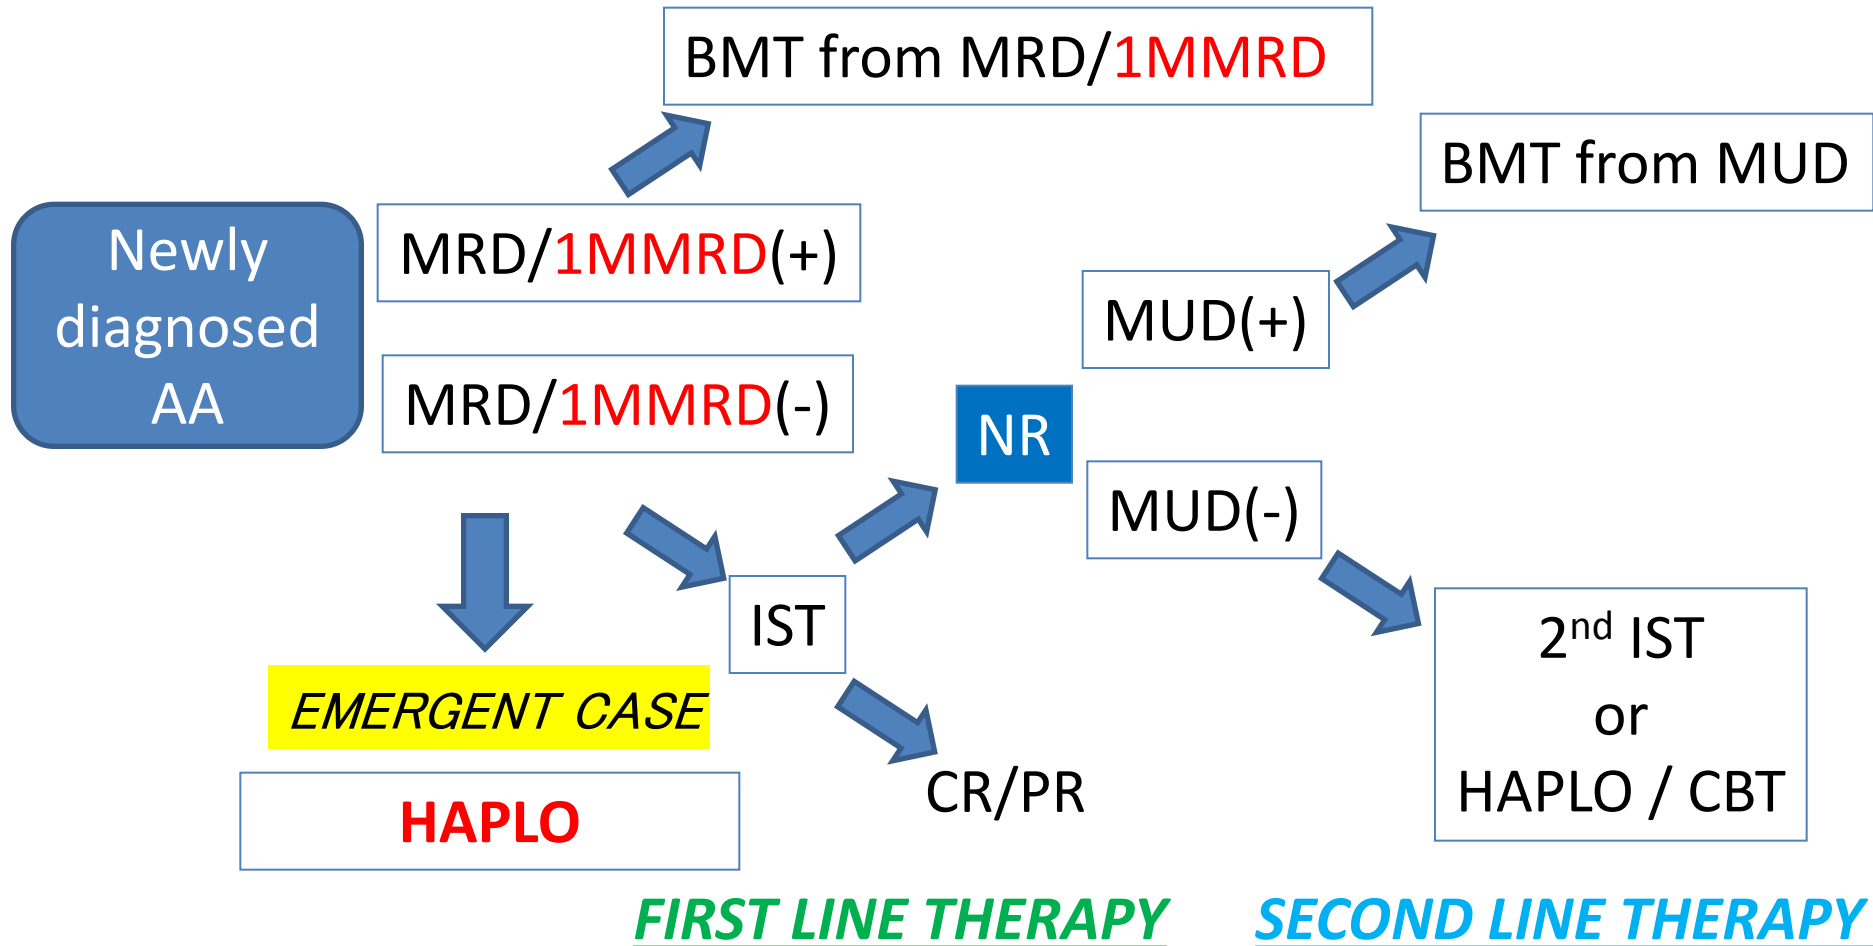 BMT from MRD/1MMRD
BMT from MUD
Newly
diagnosed
AA
MRD/1MMRD(+)
MRD/1MMRD(-)
MUD(+)
NR
MUD(-)
IST
EMERGENT CASE
HAPLO
CR/PR
2nd IST
or
HAPLO / CBT
FIRST LINE THERAPY
SECOND LINE THERAPY